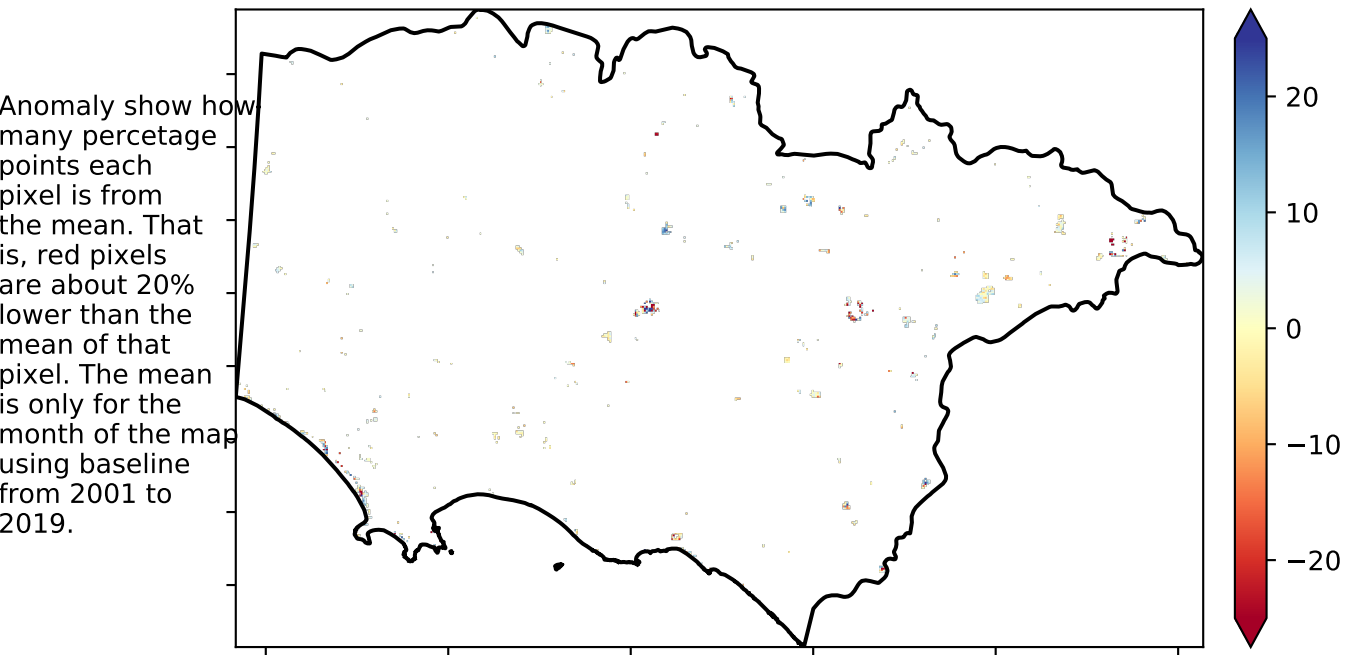 Anomaly show how
many percetage
points each
pixel is from
the mean. That
is, red pixels
are about 20%
lower than the
mean of that
pixel. The mean
is only for the
month of the map
using baseline
from 2001 to
2019.
20
10
0
−10
−20